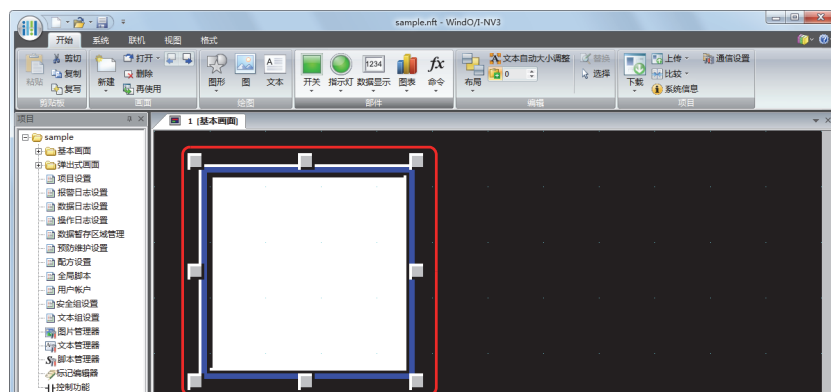 sample.nft - WindO/I-NV3
开始 系统 联机 视图 格式
粘贴 剪切 复制 复写 新建 打开 删除 再使用 图形 图 文本 开关 指示灯 数据显示 1234 图表 fx 命令 布局 文本自动大小调整 0 替换 选择 下载 上传 比较 系统信息 通信设置
剪贴板 画面 绘图 部件 编辑 项目
项目
1 [基本画面]
sample
基本画面
弹出式画面
项目设置
报警日志设置
数据日志设置
操作日志设置
数据暂存区域管理
预防维护设置
配方设置
全局脚本
用户帐户
安全组设置
文本组设置
图片管理器
文本管理器
脚本管理器
标记编辑器
控制功能